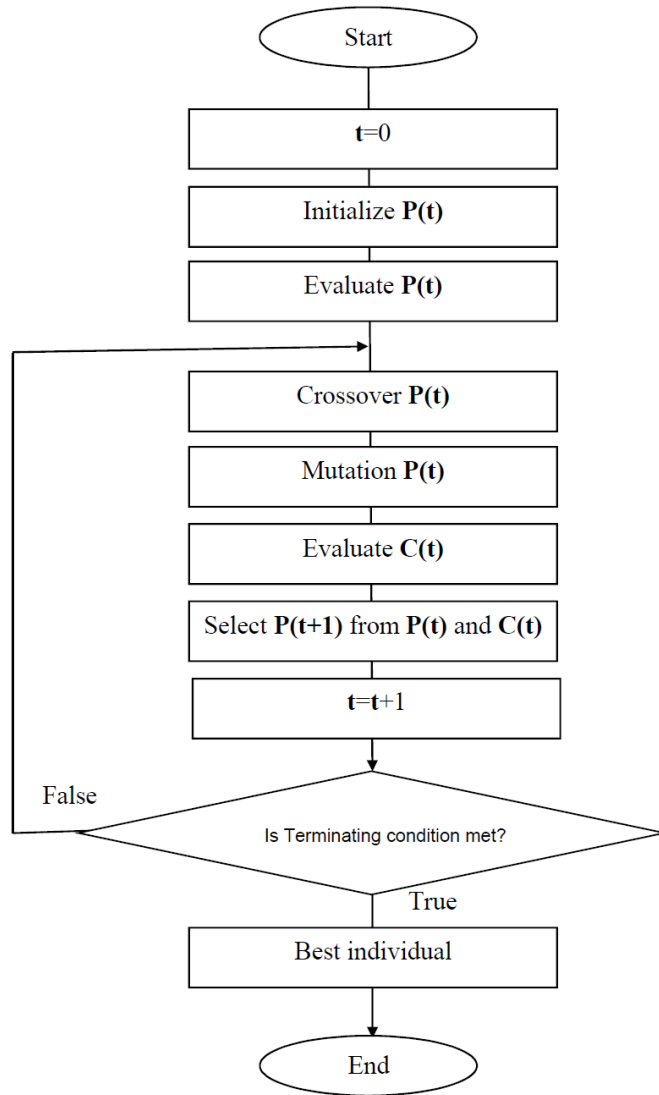 Start
t=0
Initialize P(t)
Evaluate P(t)
Crossover P(t)
Mutation P(t)
Evaluate C(t)
Select P(t+1) from P(t) and C(t)
t=t+1
False
Is Terminating condition met?
True
Best individual
End